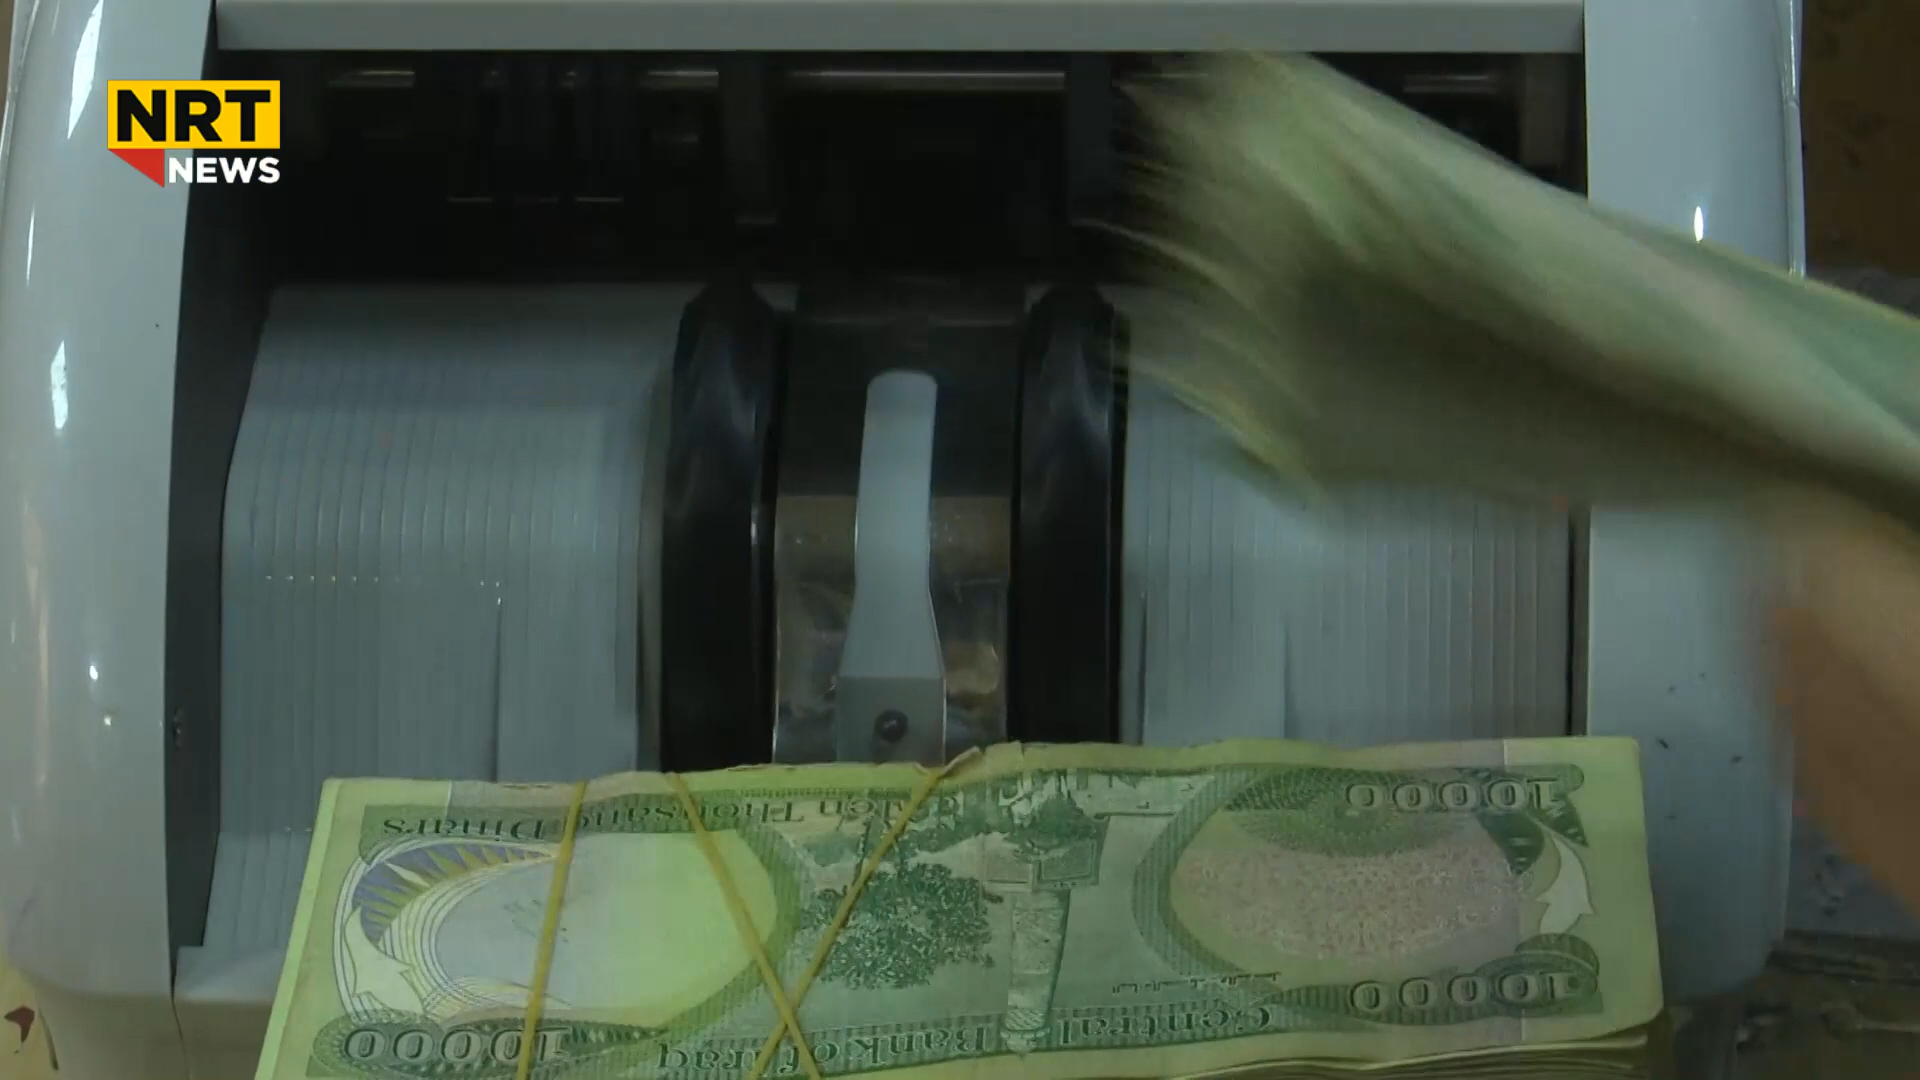 NRT
NEWS
10000
Ten Thousand Dinars
10000
Central Bank of Iraq
10000